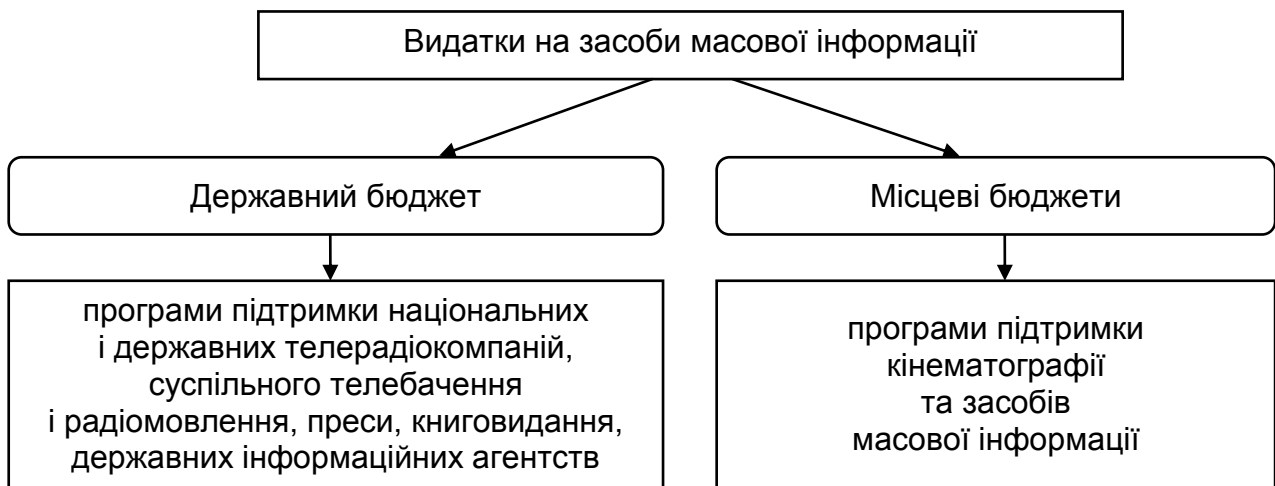 Видатки на засоби масової інформації
Державний бюджет
Місцеві бюджети
програми підтримки національних
і державних телерадіокомпаній,
суспільного телебачення
і радіомовлення, преси, книговидання,
державних інформаційних агентств
програми підтримки
кінематографії
та засобів
масової інформації